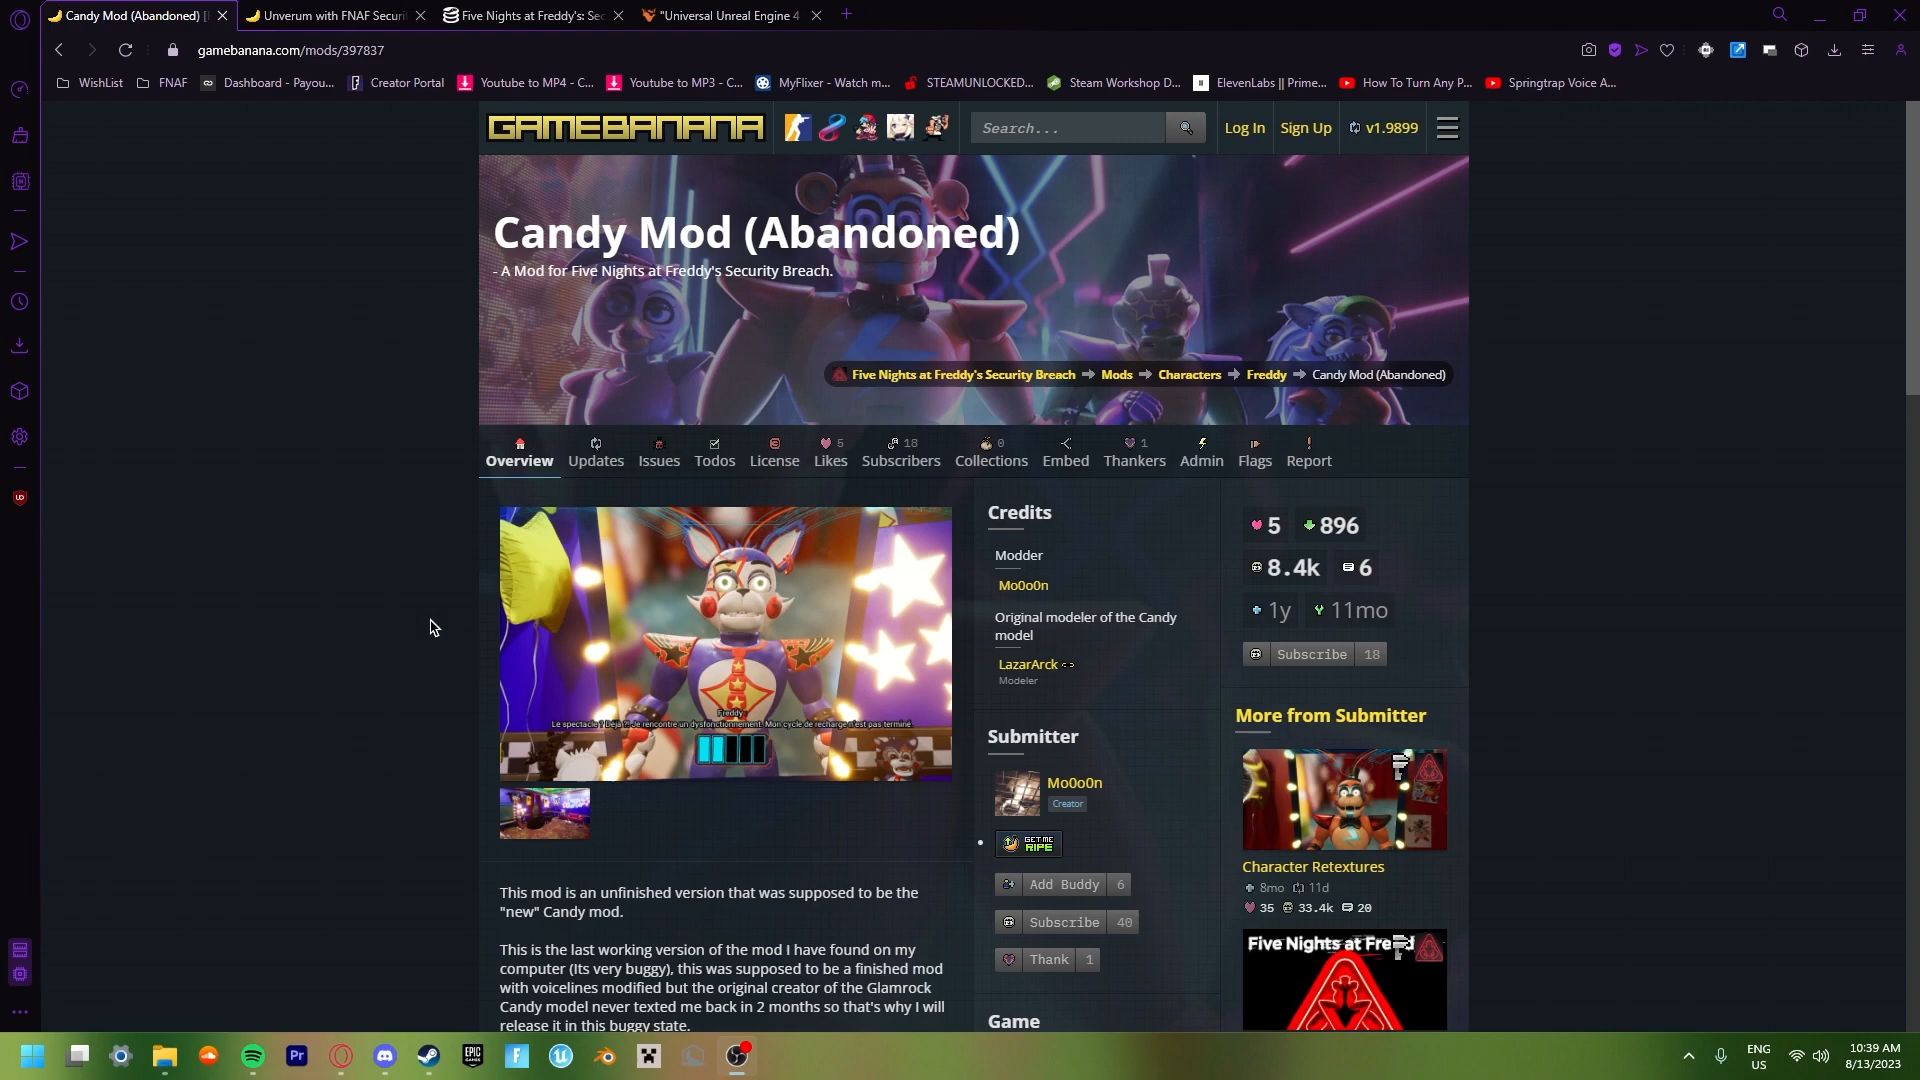 Candy Mod (Abandoned) [
Unverum with FNAF Securi
Five Nights at Freddy's: Sec
"Universal Unreal Engine 4
gamebanana.com/mods/397837
WishList
FNAF
Dashboard - Payou...
Creator Portal
Youtube to MP4 - C...
Youtube to MP3 - C...
MyFlixer - Watch m...
STEAMUNLOCKED...
Steam Workshop D...
ElevenLabs || Prime...
How To Turn Any P...
Springtrap Voice A...
GAMEBANANA
Search...
Log In
Sign Up
v1.9899
Candy Mod (Abandoned)
- A Mod for Five Nights at Freddy's Security Breach.
Five Nights at Freddy's Security Breach
Mods
Characters
Freddy
Candy Mod (Abandoned)
Overview
Updates
Issues
Todos
License
5
Likes
18
Subscribers
0
Collections
Embed
1
Thankers
Admin
Flags
Report
Freddy
Le spectacle ? Déjà ?! Je rencontre un dysfonctionnement. Mon cycle de recharge n'est pas terminé.
This mod is an unfinished version that was supposed to be the
"new" Candy mod.
This is the last working version of the mod I have found on my
computer (Its very buggy), this was supposed to be a finished mod
with voicelines modified but the original creator of the Glamrock
Candy model never texted me back in 2 months so that's why I will
release it in this buggy state.
Credits
Modder
Mo0o0n
Original modeler of the Candy
model
LazarArck
Modeler
Submitter
Mo0o0n
Creator
GET ME
RIPE
Add Buddy 6
Subscribe 40
Thank 1
Game
5 896
8.4k 6
1y 11mo
Subscribe 18
More from Submitter
Character Retextures
8mo 11d
35 33.4k 20
Five Nights at Fre
UO
Pr
EPIC
GAMES
ENG
US
10:39 AM
8/13/2023